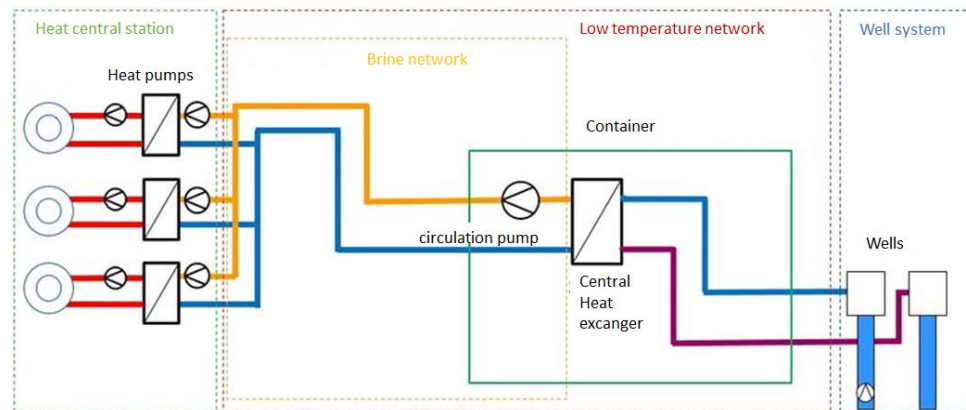 Heat central station
Low temperature network
Well system
Brine network
Heat pumps
Container
circulation pump
Wells
Central
Heat
excanger